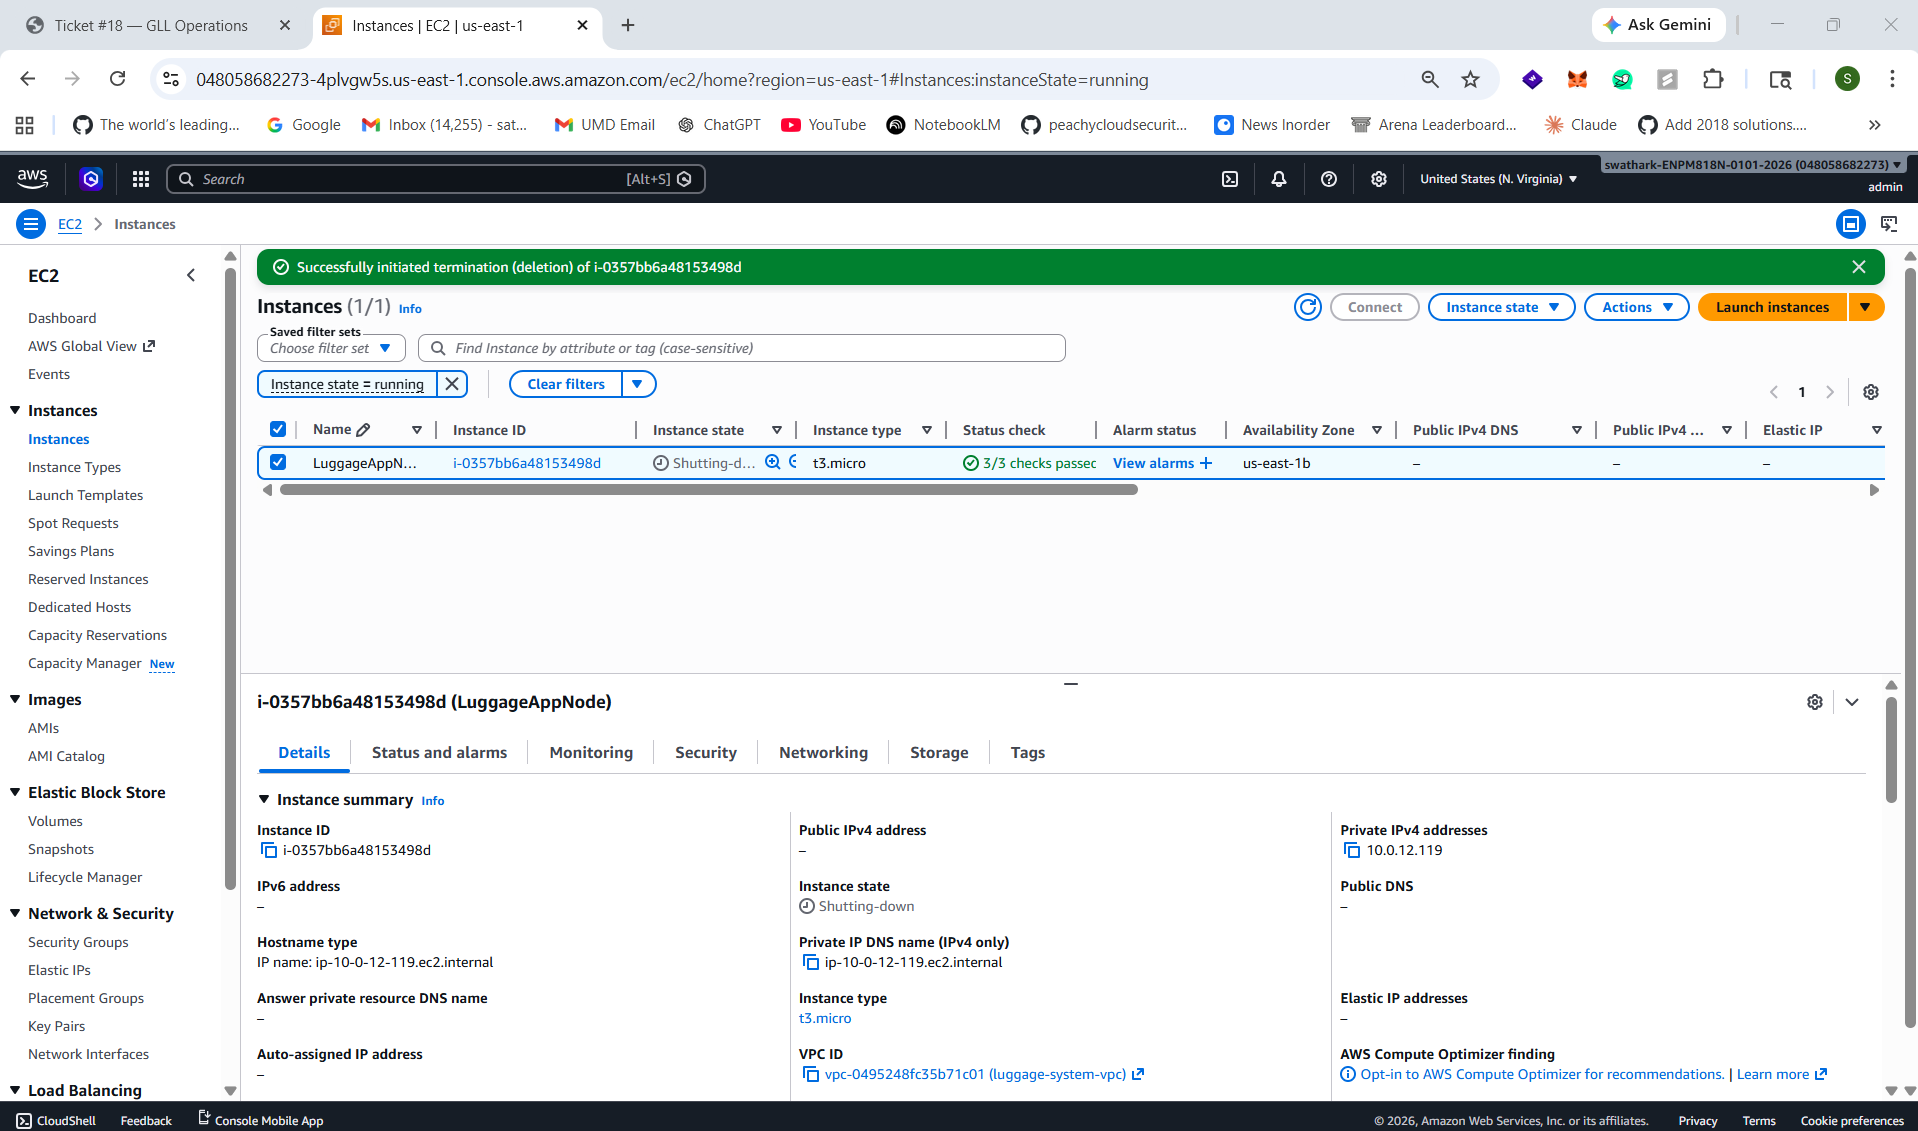 Ticket #18 — GLL Operations
Instances | EC2 | us-east-1
Ask Gemini
048058682273-4plvgw5s.us-east-1.console.aws.amazon.com/ec2/home?region=us-east-1#Instances:instanceState=running
S
The world's leading...
Google
Inbox (14,255) - sat...
UMD Email
ChatGPT
YouTube
NotebookLM
peachycloudsecurit...
News Inorder
Arena Leaderboard...
Claude
Add 2018 solutions....
aws
Search
[Alt+S]
United States (N. Virginia)
swathark-ENPM818N-0101-2026 (048058682273)
admin
EC2
Instances
EC2
Dashboard
AWS Global View
Events
Instances
Instances
Instance Types
Launch Templates
Spot Requests
Savings Plans
Reserved Instances
Dedicated Hosts
Capacity Reservations
Capacity Manager New
Images
AMIs
AMI Catalog
Elastic Block Store
Volumes
Snapshots
Lifecycle Manager
Network & Security
Security Groups
Elastic IPs
Placement Groups
Key Pairs
Network Interfaces
Load Balancing
Successfully initiated termination (deletion) of i-0357bb6a48153498d
Instances (1/1) Info
Connect
Instance state
Actions
Launch instances
Saved filter sets
Choose filter set
Find Instance by attribute or tag (case-sensitive)
Instance state = running
Clear filters
1
Name
Instance ID
Instance state
Instance type
Status check
Alarm status
Availability Zone
Public IPv4 DNS
Public IPv4 ...
Elastic IP
LuggageAppN...
i-0357bb6a48153498d
Shutting-d...
t3.micro
3/3 checks passec
View alarms +
us-east-1b
–
–
–
i-0357bb6a48153498d (LuggageAppNode)
Details
Status and alarms
Monitoring
Security
Networking
Storage
Tags
Instance summary Info
Instance ID
i-0357bb6a48153498d
Public IPv4 address
–
Private IPv4 addresses
10.0.12.119
IPv6 address
–
Instance state
Shutting-down
Public DNS
–
Hostname type
IP name: ip-10-0-12-119.ec2.internal
Private IP DNS name (IPv4 only)
ip-10-0-12-119.ec2.internal
Answer private resource DNS name
–
Instance type
t3.micro
Elastic IP addresses
–
Auto-assigned IP address
–
VPC ID
vpc-0495248fc35b71c01 (luggage-system-vpc)
AWS Compute Optimizer finding
Opt-in to AWS Compute Optimizer for recommendations. | Learn more
CloudShell
Feedback
Console Mobile App
© 2026, Amazon Web Services, Inc. or its affiliates.
Privacy
Terms
Cookie preferences